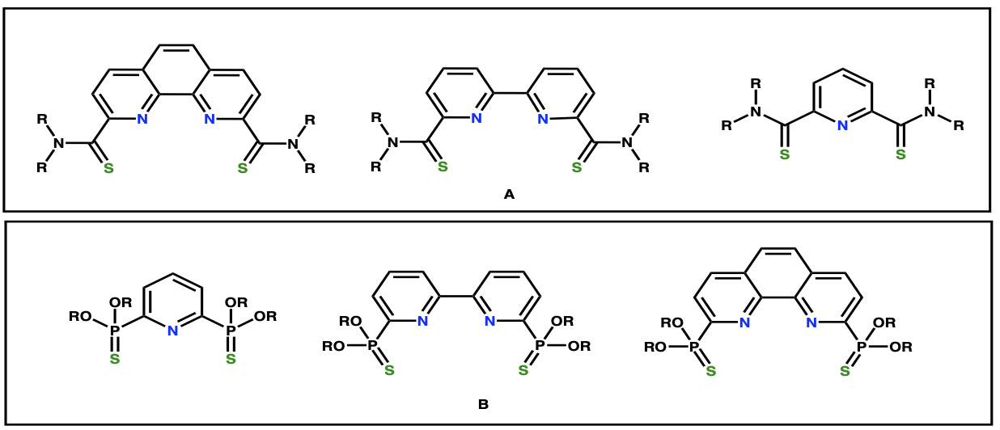 R N N R
N N
R S S R
R N N R
N N
R S S R
R R
N N
R N R
S S
A
OR OR
RO OR
P N P
S S
RO N N OR
RO P P OR
S S
RO N N OR
RO P P OR
S S
B